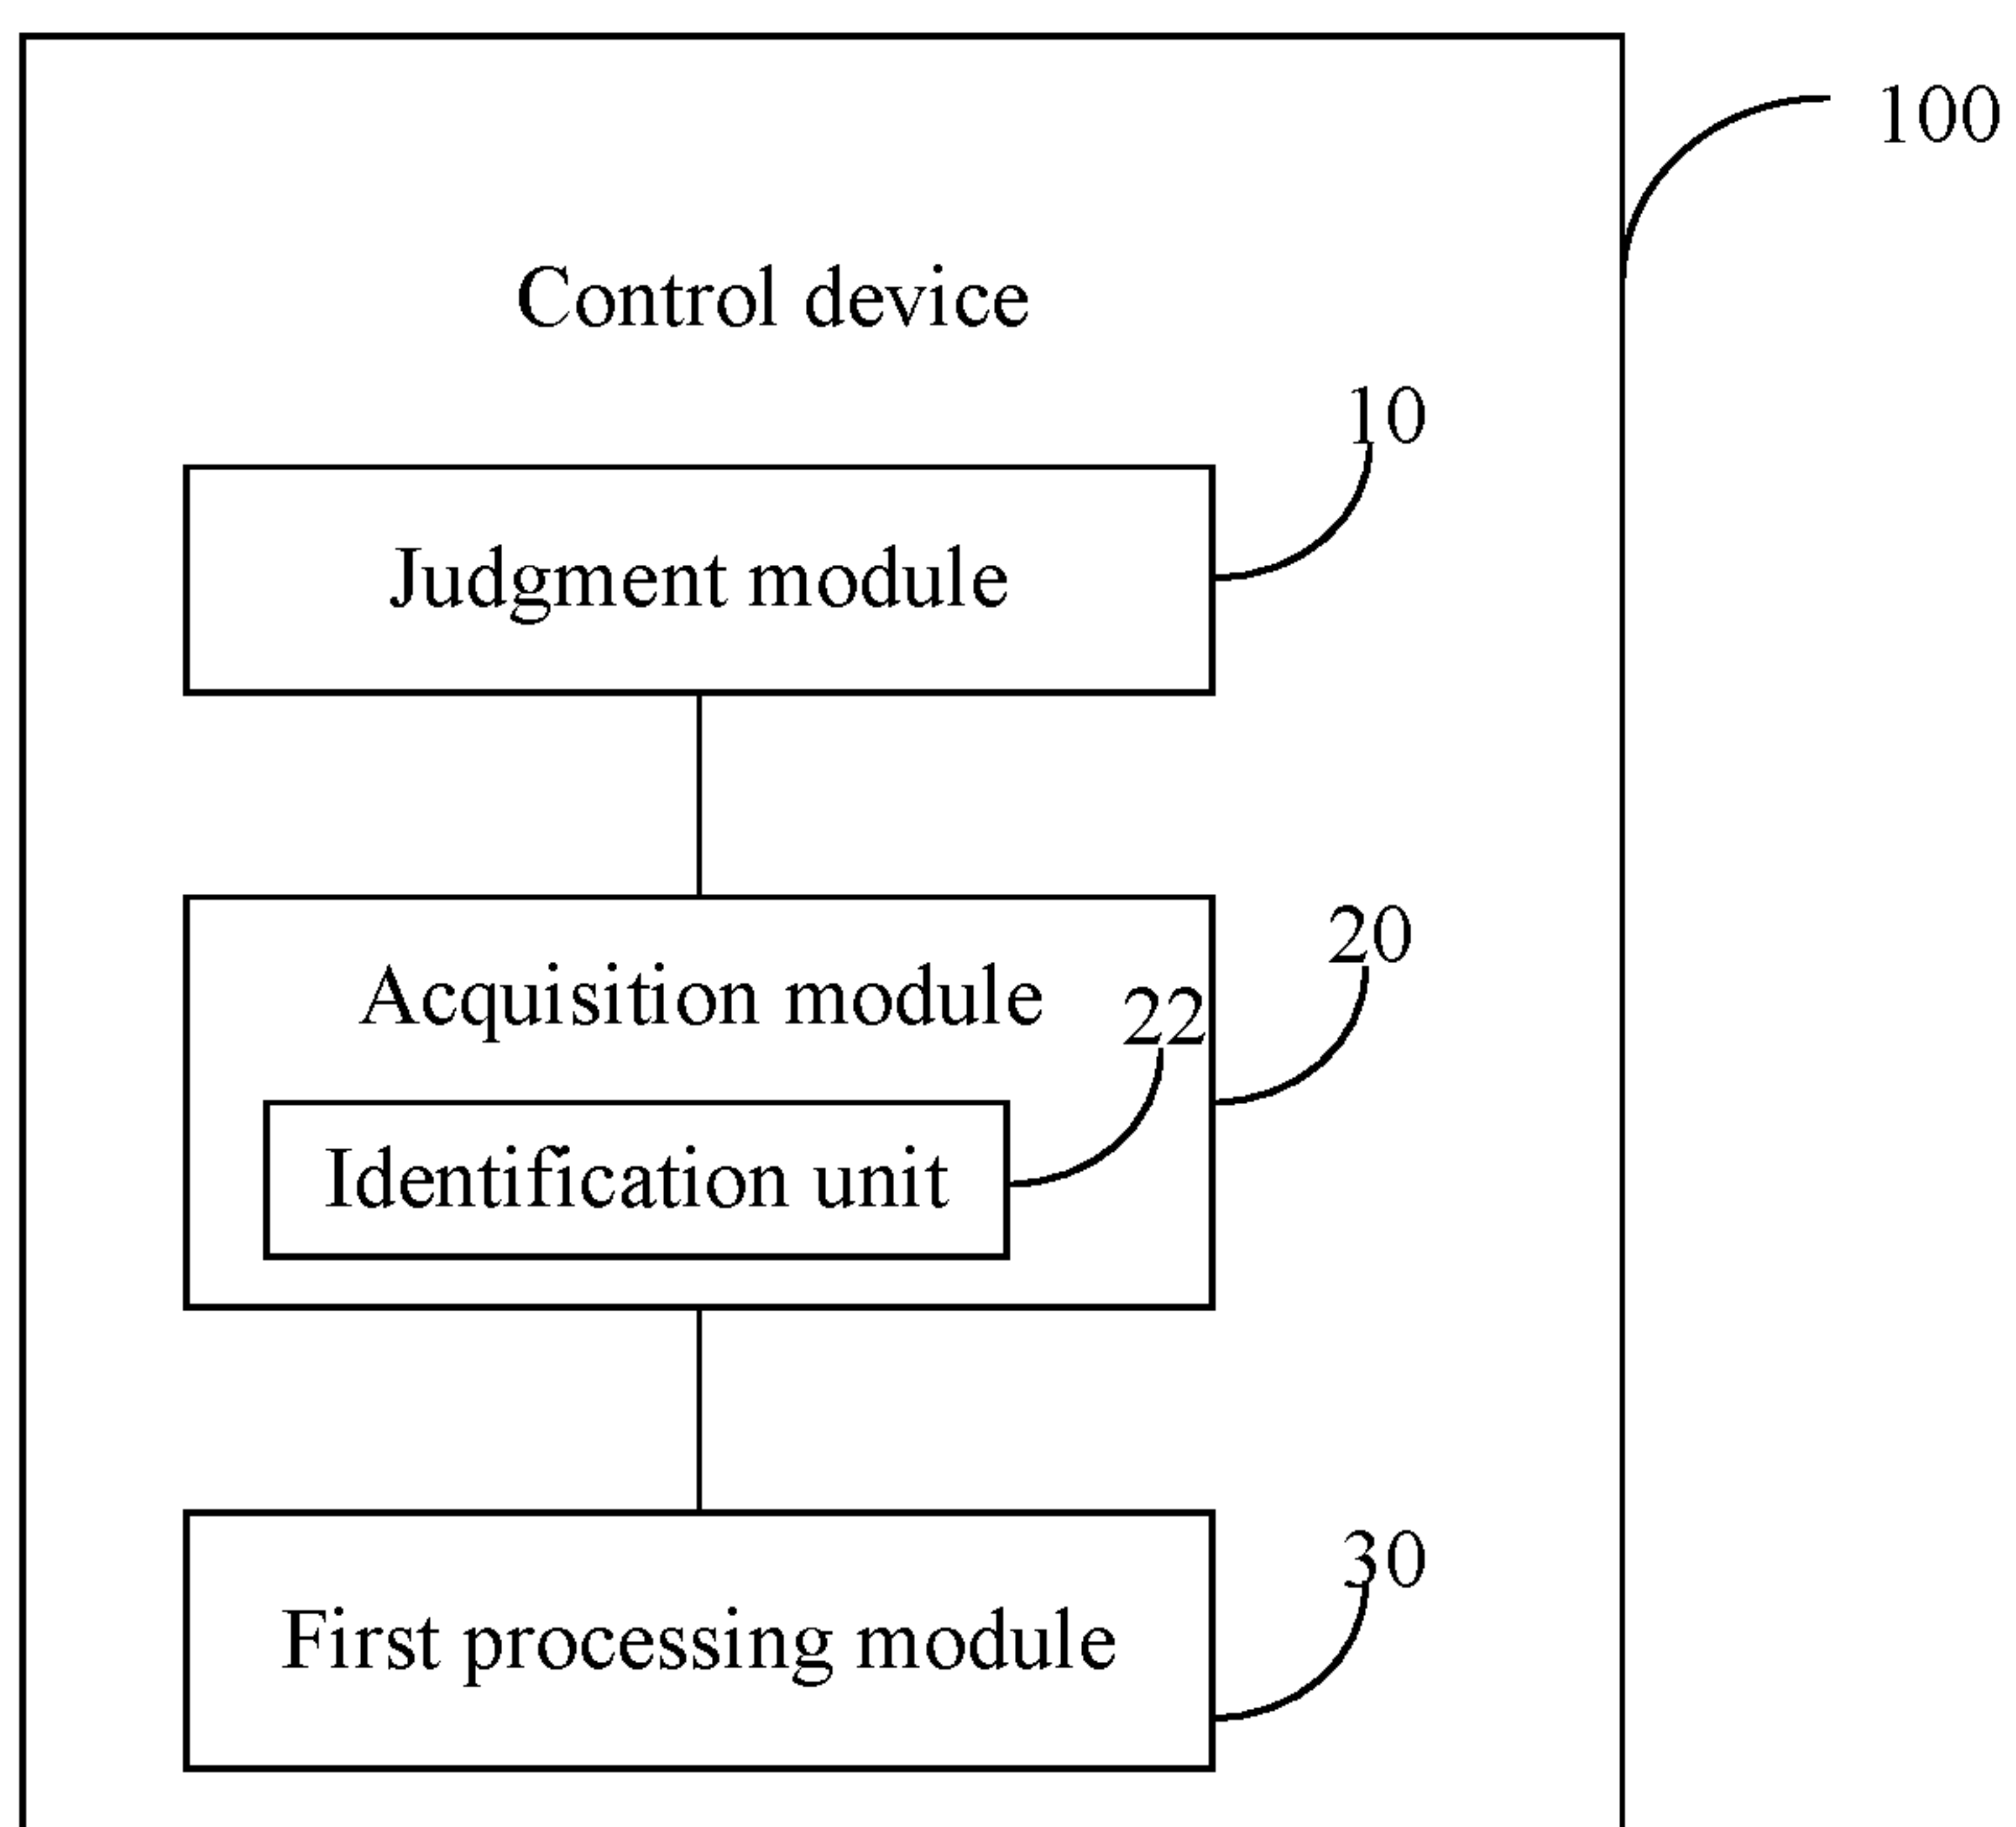 100
Control device
10
Judgment module
20
Acquisition module
22
Identification unit
30
First processing module